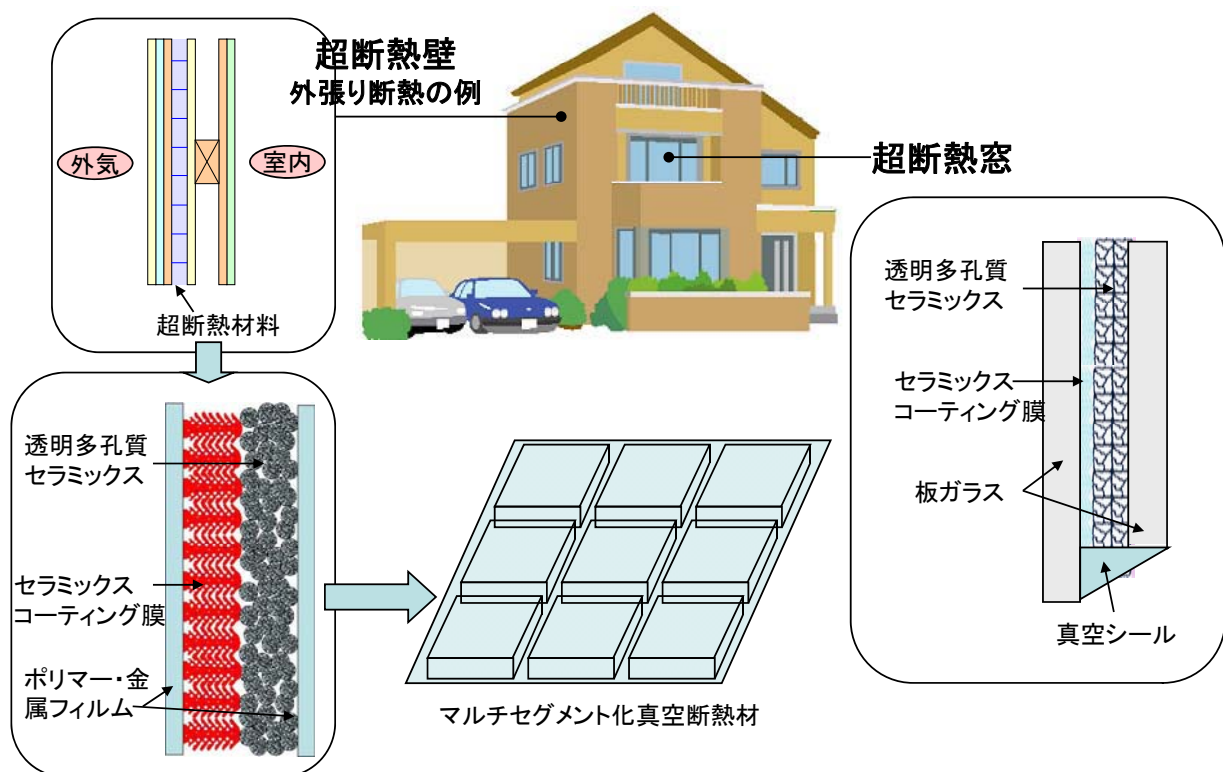 超断熱壁
外張り断熱の例
外気
室内
超断熱材料
超断熱窓
透明多孔質
セラミックス
セラミックス
コーティング膜
板ガラス
真空シール
透明多孔質
セラミックス
セラミックス
コーティング膜
ポリマー・金
属フィルム
マルチセグメント化真空断熱材